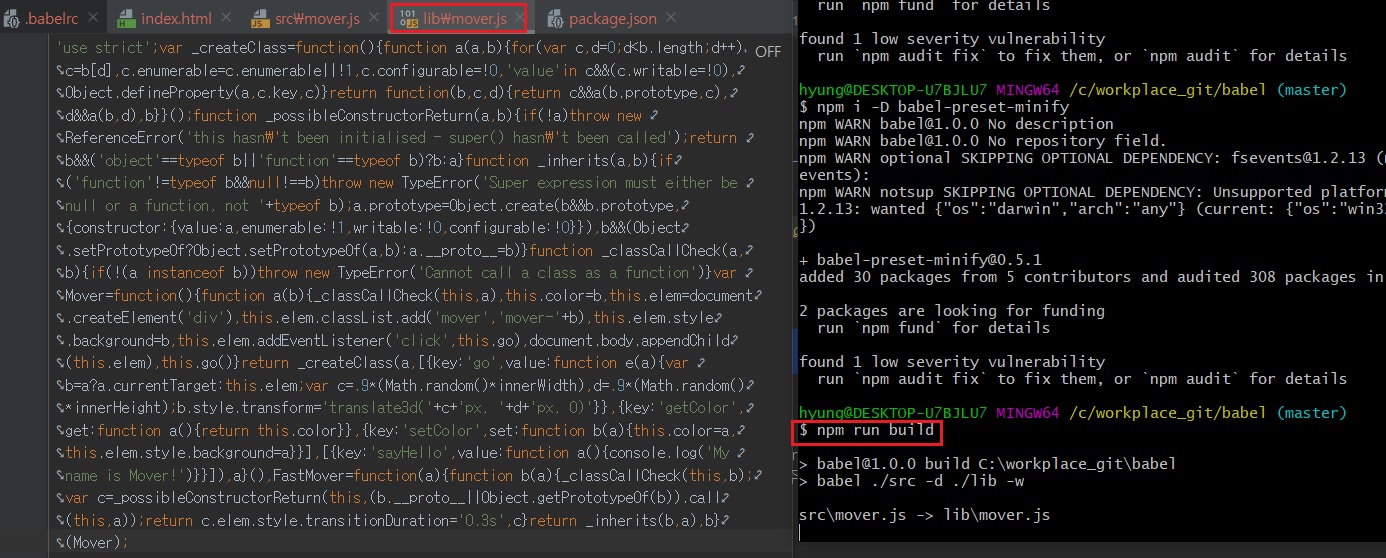 .babelrc
index.html
src₩mover.js
lib₩mover.js
package.json
OFF
'use strict';var _createClass=function(){function a(a,b){for(var c,d=0;d<b.length;d++)
c=b[d],c.enumerable=c.enumerable||!1,c.configurable=!0,'value'in c&&(c.writable=!0),
Object.defineProperty(a,c.key,c)}return function(b,c,d){return c&&a(b.prototype,c),
d&&a(b,d),b}}();function _possibleConstructorReturn(a,b){if(!a)throw new
ReferenceError('this hasn₩'t been initialised - super() hasn₩'t been called');return
b&&('object'==typeof b||'function'==typeof b)?b:a}function _inherits(a,b){if
('function'!=typeof b&&null!==b)throw new TypeError('Super expression must either be
null or a function, not '+typeof b);a.prototype=Object.create(b&&b.prototype,
{constructor:{value:a,enumerable:!1,writable:!0,configurable:!0}}),b&&(Object
.setPrototypeOf?Object.setPrototypeOf(a,b):a.__proto__=b)}function _classCallCheck(a,
b){if(!(a instanceof b))throw new TypeError('Cannot call a class as a function')}var
Mover=function(){function a(b){_classCallCheck(this,a),this.color=b,this.elem=document
.createElement('div'),this.elem.classList.add('mover','mover-'+b),this.elem.style
.background=b,this.elem.addEventListener('click',this.go),document.body.appendChild
(this.elem),this.go()}return _createClass(a,[{key:'go',value:function e(a){var
b=a?a.currentTarget:this.elem;var c=.9*(Math.random()*innerWidth),d=.9*(Math.random()
*innerHeight);b.style.transform='translate3d('+c+'px, '+d+'px, 0)'}},{key:'getColor',
get:function a(){return this.color}},{key:'setColor',set:function b(a){this.color=a,
this.elem.style.background=a}}],[{key:'sayHello',value:function a(){console.log('My
name is Mover!')}}]),a}(),FastMover=function(a){function b(a){_classCallCheck(this,b);
var c=_possibleConstructorReturn(this,(b.__proto__||Object.getPrototypeOf(b)).call
(this,a));return c.elem.style.transitionDuration='0.3s',c}return _inherits(b,a),b}
(Mover);
run `npm fund` for details
found 1 low severity vulnerability
run `npm audit fix` to fix them, or `npm audit` for details
hyung@DESKTOP-U7BJLU7 MINGW64 /c/workplace_git/babel (master)
$ npm i -D babel-preset-minify
npm WARN babel@1.0.0 No description
npm WARN babel@1.0.0 No repository field.
npm WARN optional SKIPPING OPTIONAL DEPENDENCY: fsevents@1.2.13 (n
events):
npm WARN notsup SKIPPING OPTIONAL DEPENDENCY: Unsupported platfor
1.2.13: wanted {"os":"darwin","arch":"any"} (current: {"os":"win3
})
+ babel-preset-minify@0.5.1
added 30 packages from 5 contributors and audited 308 packages in
2 packages are looking for funding
run `npm fund` for details
found 1 low severity vulnerability
run `npm audit fix` to fix them, or `npm audit` for details
hyung@DESKTOP-U7BJLU7 MINGW64 /c/workplace_git/babel (master)
$ npm run build
> babel@1.0.0 build C:\workplace_git\babel
> babel ./src -d ./lib -w
src\mover.js -> lib\mover.js